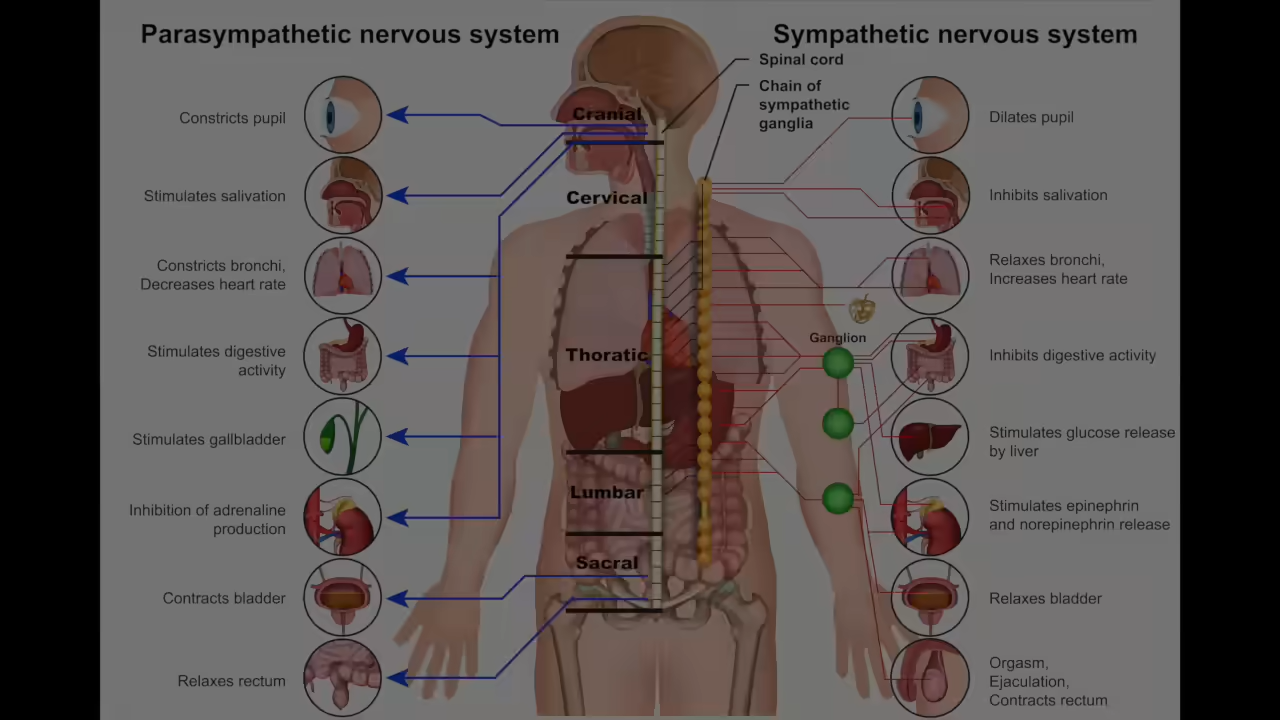 Parasympathetic nervous system
Constricts pupil
Stimulates salivation
Constricts bronchi,
Decreases heart rate
Stimulates digestive
activity
Stimulates gallbladder
Inhibition of adrenaline
production
Contracts bladder
Relaxes rectum
Cranial
Cervical
Thoratic
Lumbar
Sacral
Sympathetic nervous system
Spinal cord
Chain of
sympathetic
ganglia
Ganglion
Dilates pupil
Inhibits salivation
Relaxes bronchi,
Increases heart rate
Inhibits digestive activity
Stimulates glucose release
by liver
Stimulates epinephrin
and norepinephrin release
Relaxes bladder
Orgasm,
Ejaculation,
Contracts rectum